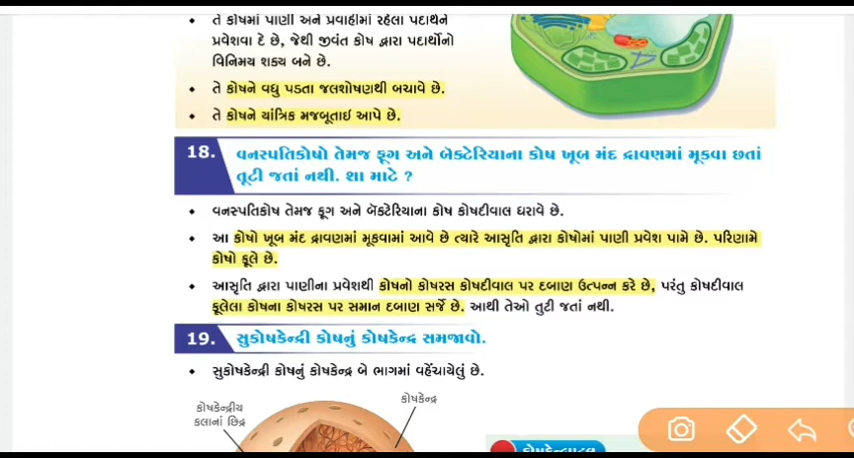 • તે કોષમાં પાણી અને પ્રવાહીમાં રહેલા પદાર્થને
પ્રવેશવા દે છે, જેથી જીવંત કોષ દ્વારા પદાર્થોનો
વિનિમય શક્ય બને છે.
• તે કોષને વધુ પડતા જલશોષણથી બચાવે છે.
• તે કોષને યાંત્રિક મજબૂતાઈ આપે છે.
18. વનસ્પતિકોષો તેમજ ફૂગ અને બેક્ટેરિયાના કોષ ખૂબ મંદ દ્રાવણમાં મૂકવા છતાં
તૂટી જતાં નથી. શા માટે ?
• વનસ્પતિકોષ તેમજ ફૂગ અને બૅક્ટેરિયાના કોષ કોષદીવાલ ધરાવે છે.
• આ કોષો ખૂબ મંદ દ્રાવણમાં મૂકવામાં આવે છે ત્યારે આસૃતિ દ્વારા કોષોમાં પાણી પ્રવેશ પામે છે. પરિણામે
કોષો ફૂલે છે.
• આસૃતિ દ્વારા પાણીના પ્રવેશથી કોષનો કોષરસ કોષદીવાલ પર દબાણ ઉત્પન્ન કરે છે, પરંતુ કોષદીવાલ
ફૂલેલા કોષના કોષરસ પર સમાન દબાણ સર્જે છે. આથી તેઓ તુટી જતાં નથી.
19. સુકોષકેન્દ્રી કોષનું કોષકેન્દ્ર સમજાવો.
• સુકોષકેન્દ્રી કોષનું કોષકેન્દ્ર બે ભાગમાં વહેંચાયેલું છે.
કોષકેન્દ્ર
કોષકેન્દ્રીય
કલાનાં છિદ્ર